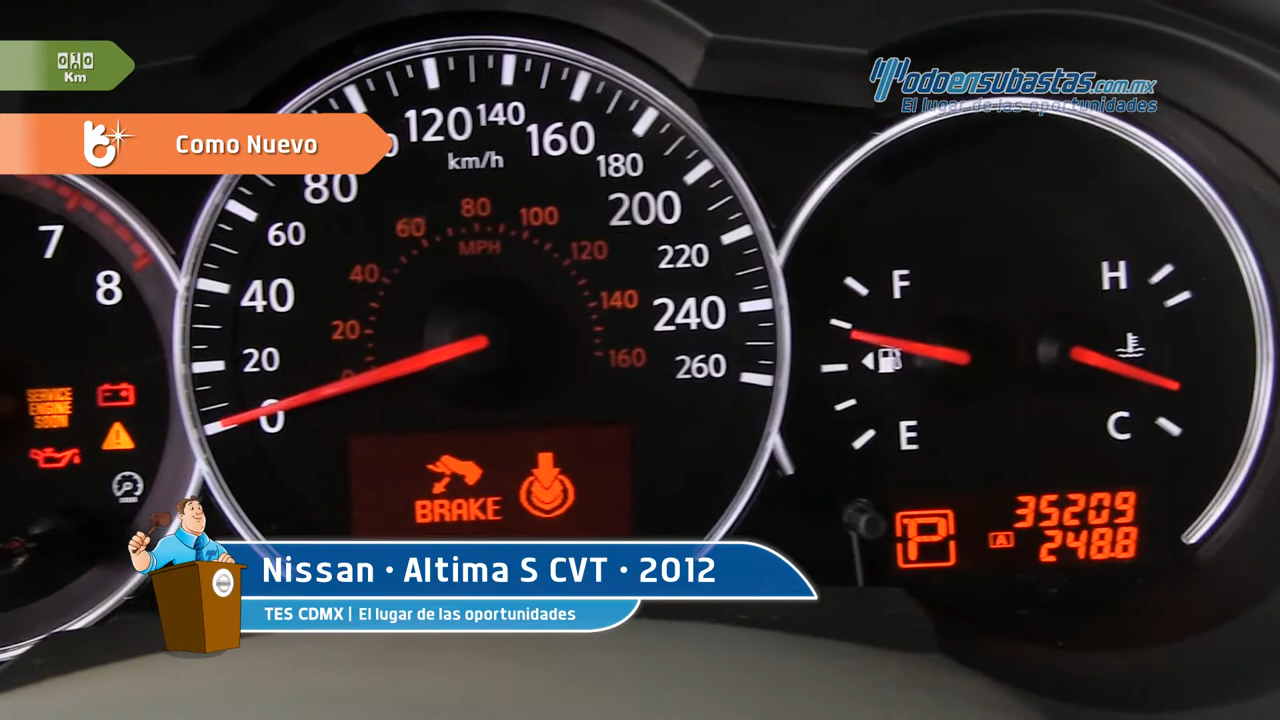 Km
Como Nuevo
Modoensubastas.com.mx
El lugar de las oportunidades
120
140
160
km/h
80
180
60
200
40
220
20
240
0
260
80
60
100
MPH
120
40
140
20
160
0
7
8
F
H
E
C
SERVICE
ENGINE
SOON
BRAKE
P
35209
A
248.8
Nissan · Altima S CVT · 2012
TES CDMX | El lugar de las oportunidades